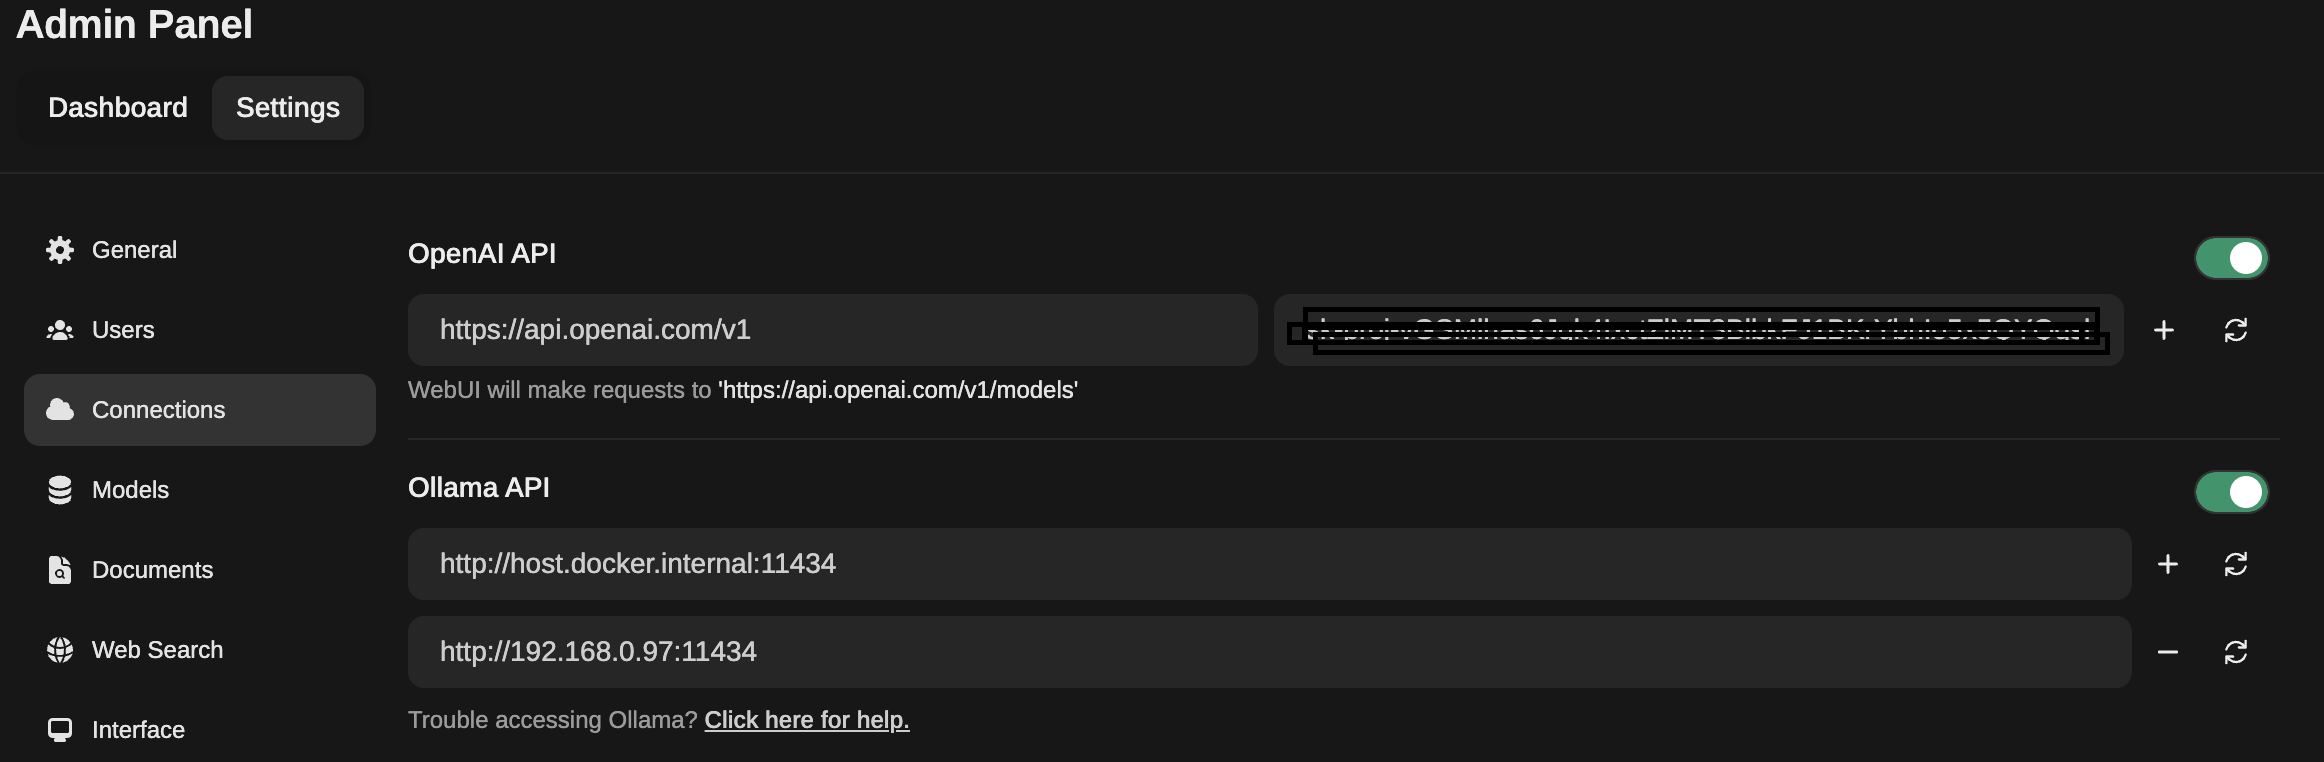 Admin Panel
Dashboard
Settings
General
Users
Connections
Models
Documents
Web Search
Interface
OpenAI API
https://api.openai.com/v1
WebUI will make requests to 'https://api.openai.com/v1/models'
Ollama API
http://host.docker.internal:11434
http://192.168.0.97:11434
Trouble accessing Ollama? Click here for help.